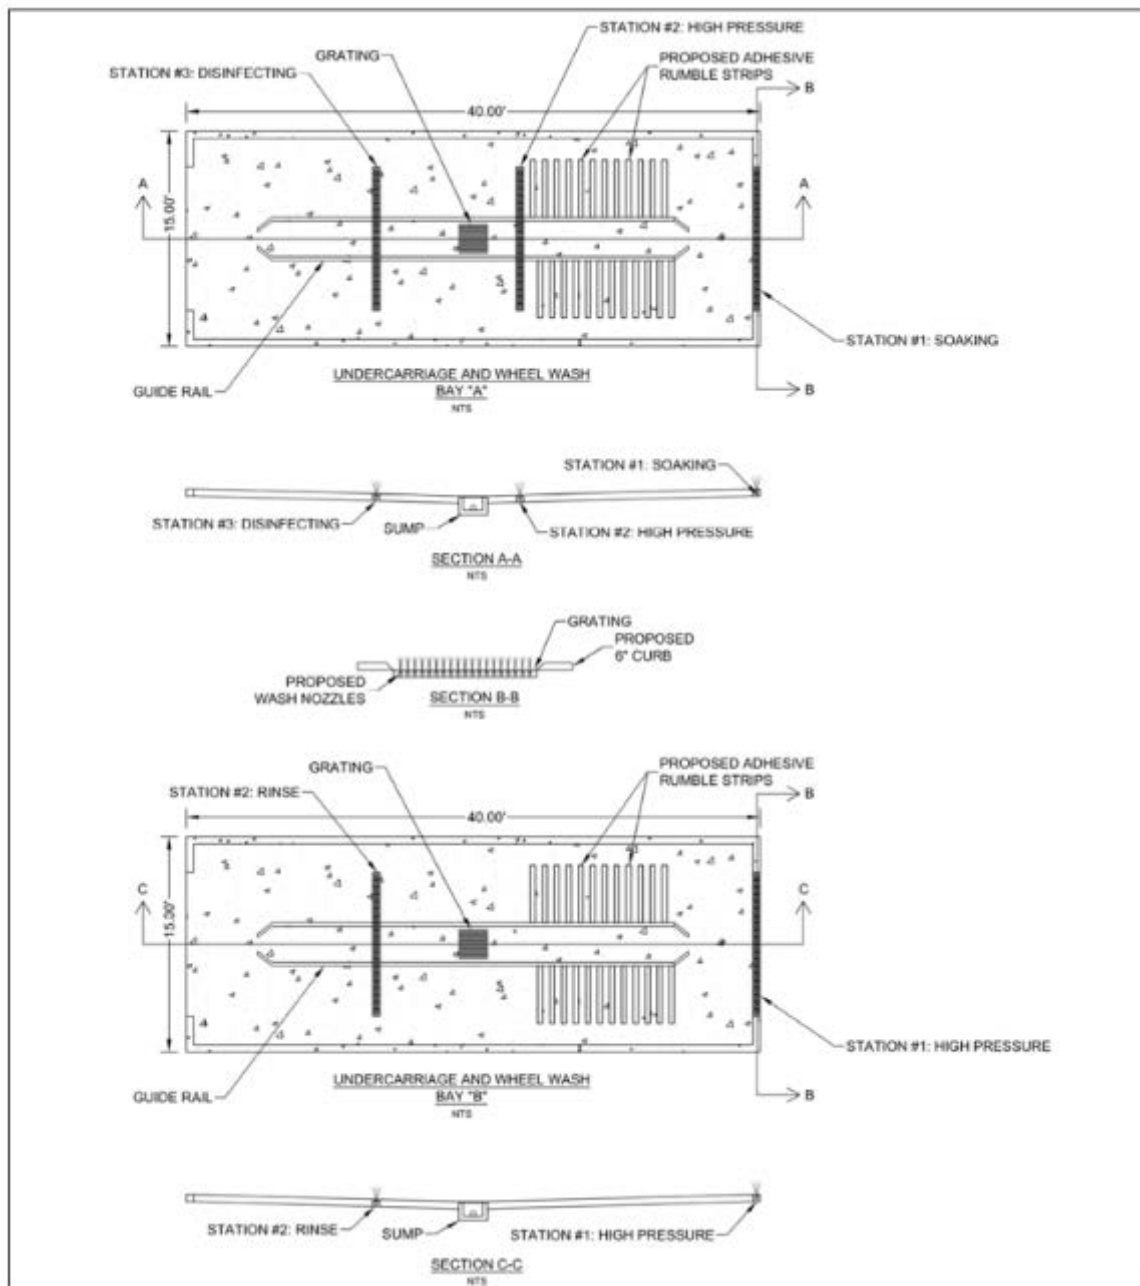 STATION #2: HIGH PRESSURE
GRATING
PROPOSED ADHESIVE
RUMBLE STRIPS
STATION #3: DISINFECTING
B
40.00'
A
A
15.00'
STATION #1: SOAKING
GUIDE RAIL
UNDERCARRIAGE AND WHEEL WASH
BAY "A"
NTS
B
STATION #1: SOAKING
STATION #3: DISINFECTING
SUMP
STATION #2: HIGH PRESSURE
SECTION A-A
NTS
GRATING
PROPOSED
6" CURB
PROPOSED
WASH NOZZLES
SECTION B-B
NTS
GRATING
PROPOSED ADHESIVE
RUMBLE STRIPS
STATION #2: RINSE
B
40.00'
C
C
15.00'
STATION #1: HIGH PRESSURE
GUIDE RAIL
UNDERCARRIAGE AND WHEEL WASH
BAY "B"
NTS
B
STATION #2: RINSE
SUMP
STATION #1: HIGH PRESSURE
SECTION C-C
NTS